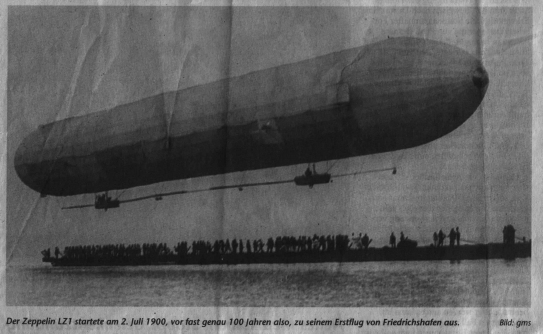 Der Zeppelin LZ1 startete am 2. Juli 1900, vor fast genau 100 Jahren also, zu seinem Erstflug von Friedrichshafen aus. Bild: gms